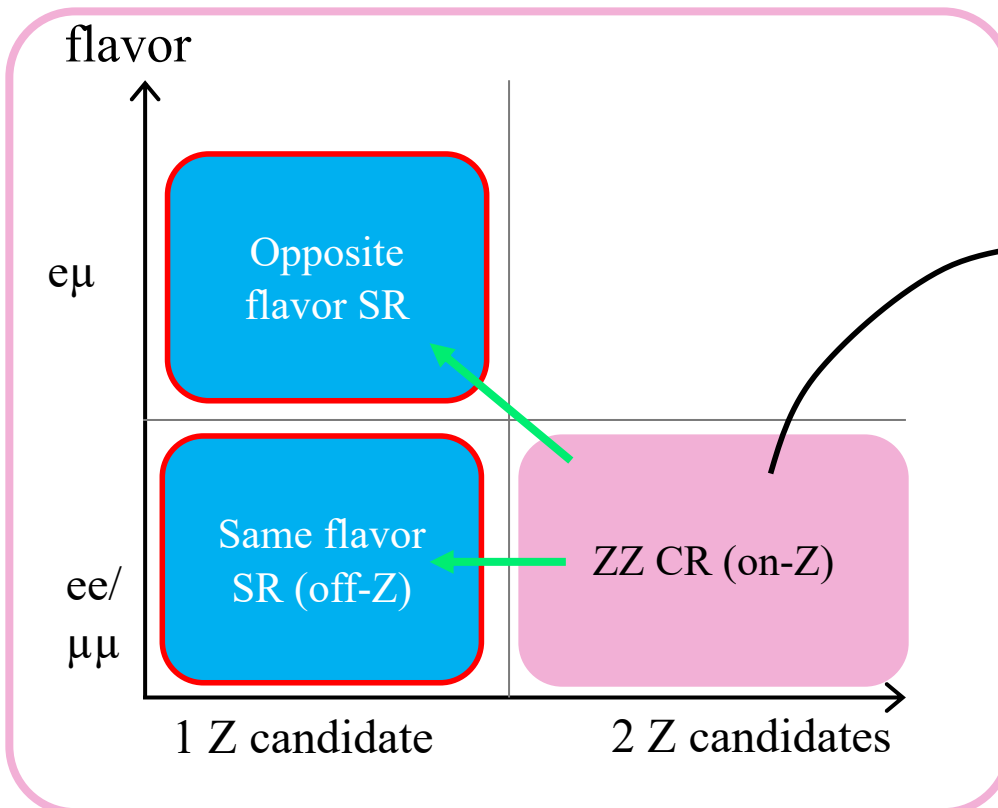 flavor
eμ
Opposite
flavor SR
ee/
μμ
Same flavor
SR (off-Z)
ZZ CR (on-Z)
1 Z candidate
2 Z candidates